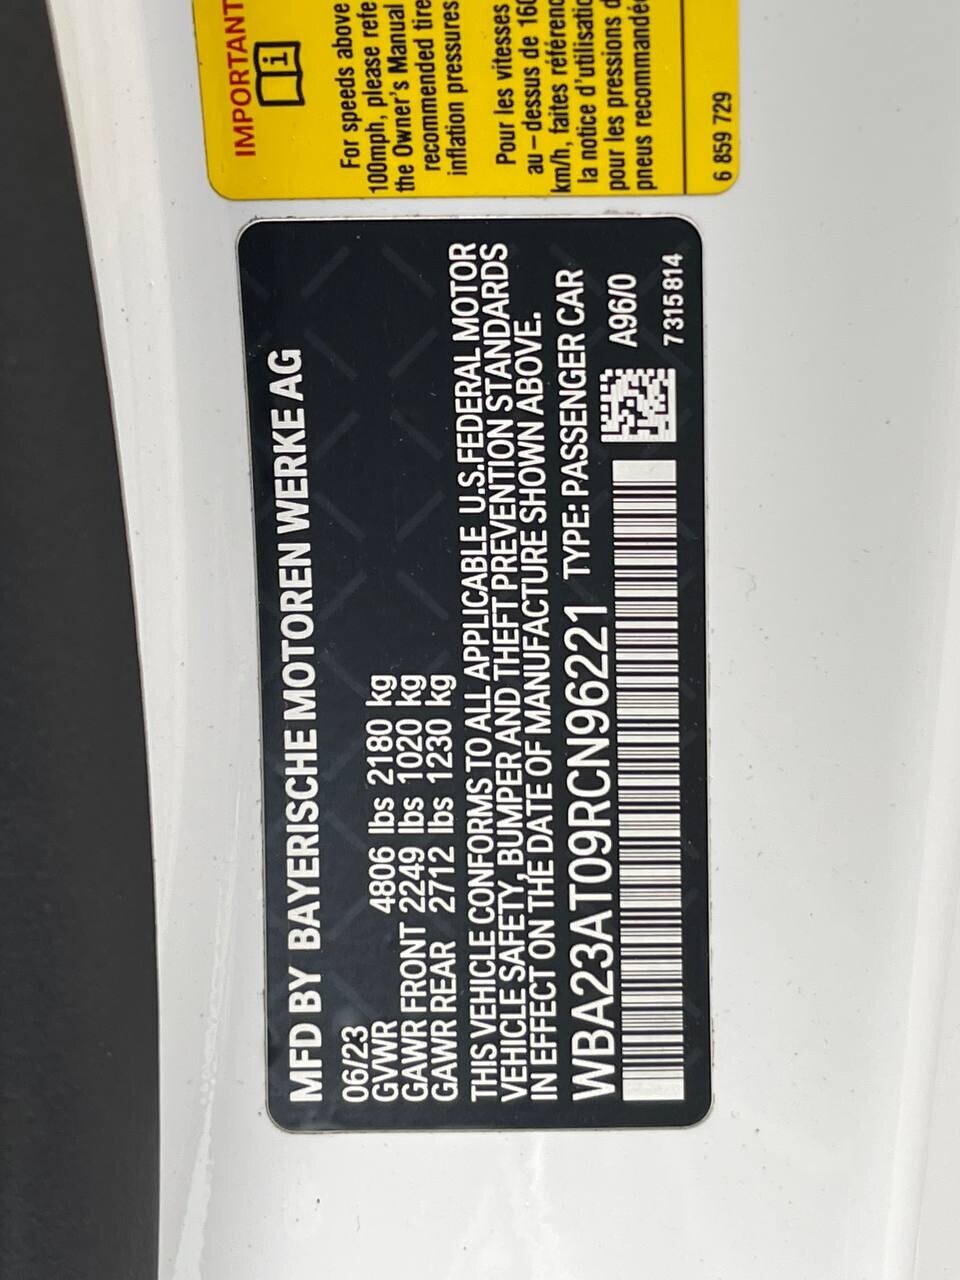 IMPORTANT
For speeds above
100mph, please refe
the Owner's Manual
recommended tire
inflation pressures
Pour les vitesses
au-dessus de 160
km/h, faites référenc
la notice d'utilisatio
pour les pressions d
pneus recommandée
6 859 729
MFD BY BAYERISCHE MOTOREN WERKE AG
06/23
GVWR 4806 lbs 2180 kg
GAWR FRONT 2249 lbs 1020 kg
GAWR REAR 2712 lbs 1230 kg
THIS VEHICLE CONFORMS TO ALL APPLICABLE U.S.FEDERAL MOTOR
VEHICLE SAFETY, BUMPER AND THEFT PREVENTION STANDARDS
IN EFFECT ON THE DATE OF MANUFACTURE SHOWN ABOVE.
WBA23AT09RCN96221 TYPE: PASSENGER CAR
A96/0
7 315 814